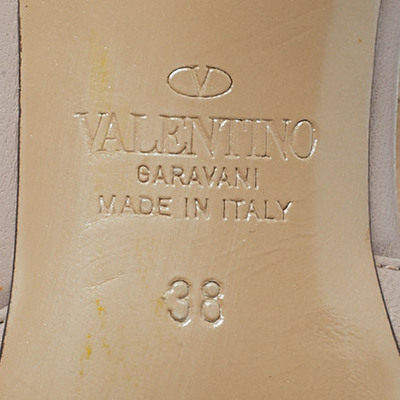 V
VALENTINO
GARAVANI
MADE IN ITALY
38